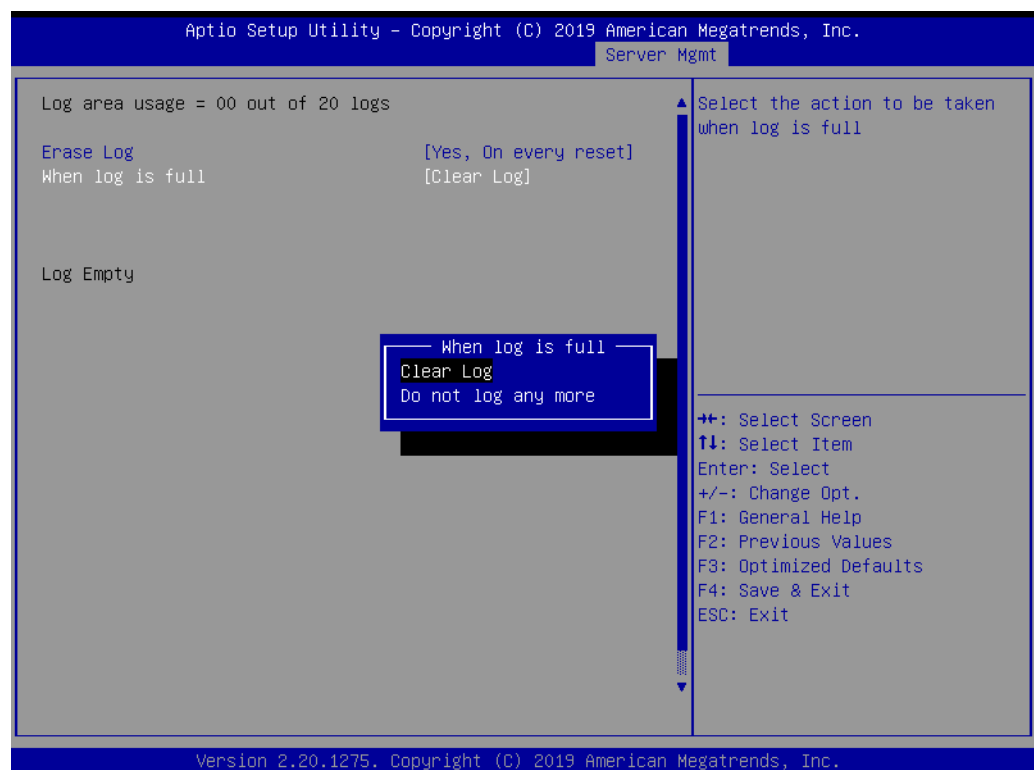 Aptio Setup Utility – Copyright (C) 2019 American Megatrends, Inc.
Server Mgmt
Log area usage = 00 out of 20 logs
Erase Log [Yes, On every reset]
When log is full [Clear Log]
Log Empty
When log is full
Clear Log
Do not log any more
Select the action to be taken
when log is full
→←: Select Screen
↑↓: Select Item
Enter: Select
+/-: Change Opt.
F1: General Help
F2: Previous Values
F3: Optimized Defaults
F4: Save & Exit
ESC: Exit
Version 2.20.1275. Copyright (C) 2019 American Megatrends, Inc.